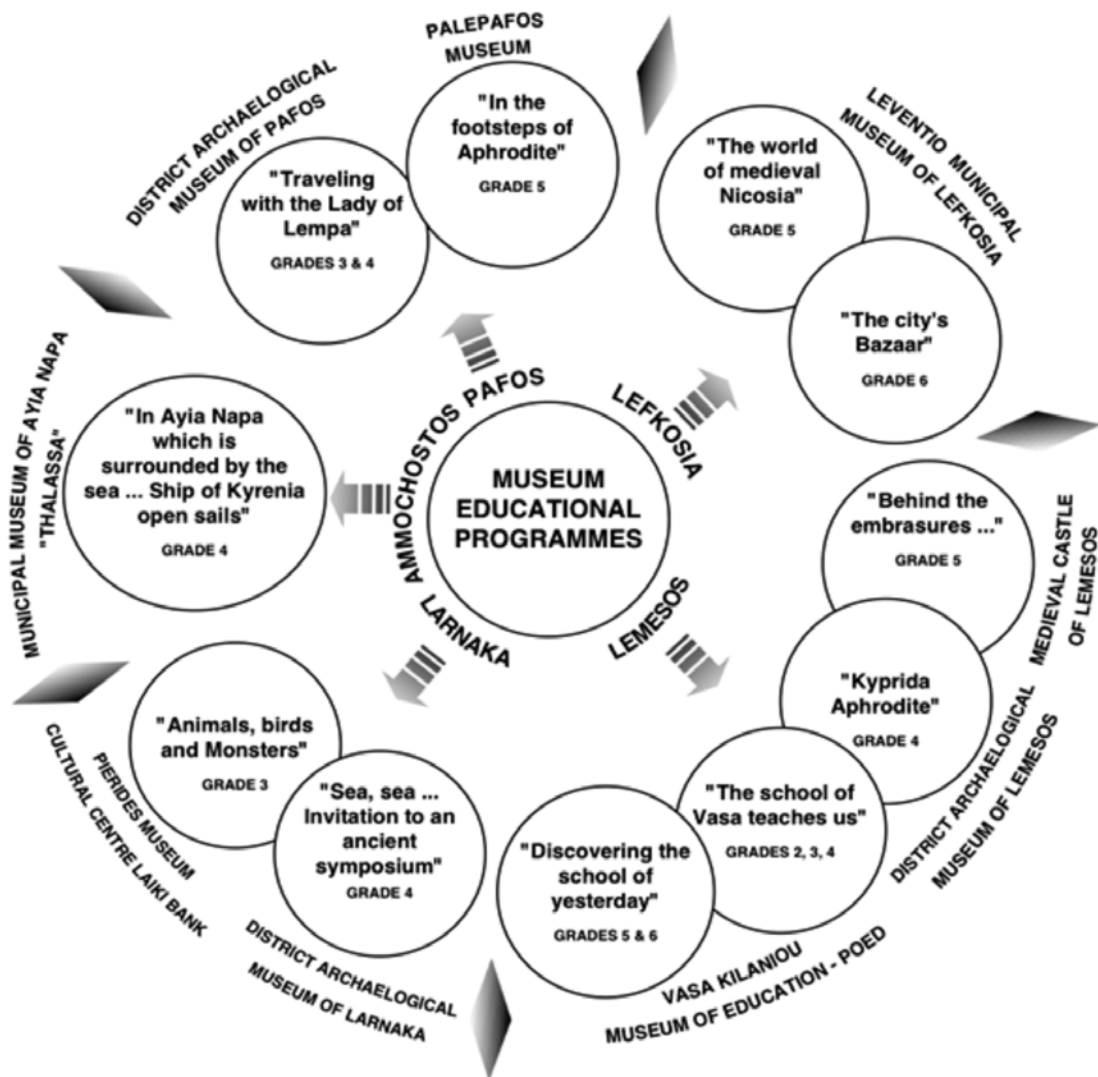 PALEPAFOS
MUSEUM
"In the
footsteps of
Aphrodite"
GRADE 5
DISTRICT ARCHAELOGICAL
MUSEUM OF PAFOS
"Traveling
with the Lady of
Lempa"
GRADES 3 & 4
LEVENTIO MUNICIPAL
MUSEUM OF LEFKOSIA
"The world
of medieval
Nicosia"
GRADE 5
"The city's
Bazaar"
GRADE 6
MUNICIPAL MUSEUM OF AYIA NAPA
"THALASSA"
"In Ayia Napa
which is
surrounded by the
sea ... Ship of Kyrenia
open sails"
GRADE 4
AMMOCHOSTOS PAFOS
LEFKOSIA
MUSEUM
EDUCATIONAL
PROGRAMMES
LARNAKA
LEMESOS
"Behind the
embrasures ..."
GRADE 5
MEDIEVAL CASTLE
OF LEMESOS
"Kyprida
Aphrodite"
GRADE 4
DISTRICT ARCHAELOGICAL
MUSEUM OF LEMESOS
"Animals, birds
and Monsters"
GRADE 3
PIERIDES MUSEUM
CULTURAL CENTRE LAIKI BANK
"Sea, sea ...
Invitation to an
ancient
symposium"
GRADE 4
DISTRICT ARCHAELOGICAL
MUSEUM OF LARNAKA
"The school of
Vasa teaches us"
GRADES 2, 3, 4
"Discovering the
school of
yesterday"
GRADES 5 & 6
VASA KILANIOU
MUSEUM OF EDUCATION - POED